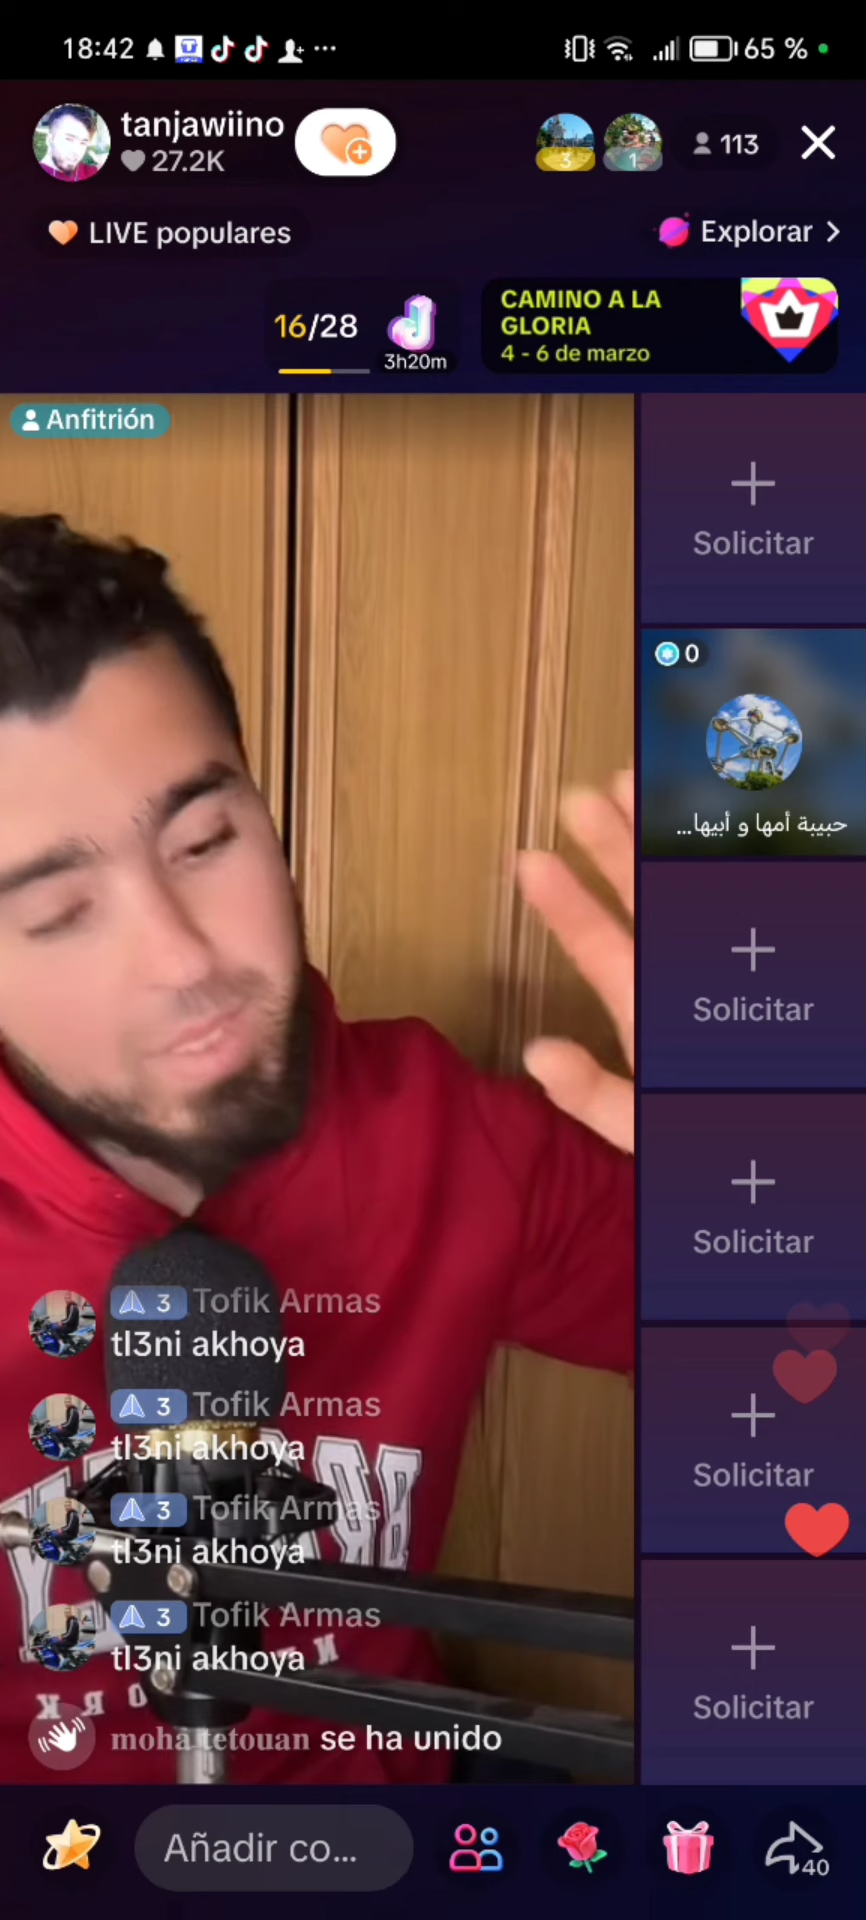 18:42
65 %
tanjawiino
27.2K
3
1
113
LIVE populares
Explorar
16/28
3h20m
CAMINO A LA
GLORIA
4 - 6 de marzo
Anfitrión
Solicitar
0
حبيبة أمها و أبيها...
Solicitar
Solicitar
Solicitar
Solicitar
3 Tofik Armas
tl3ni akhoya
3 Tofik Armas
tl3ni akhoya
3 Tofik Armas
tl3ni akhoya
3 Tofik Armas
tl3ni akhoya
moha tetouan se ha unido
Añadir co...
40